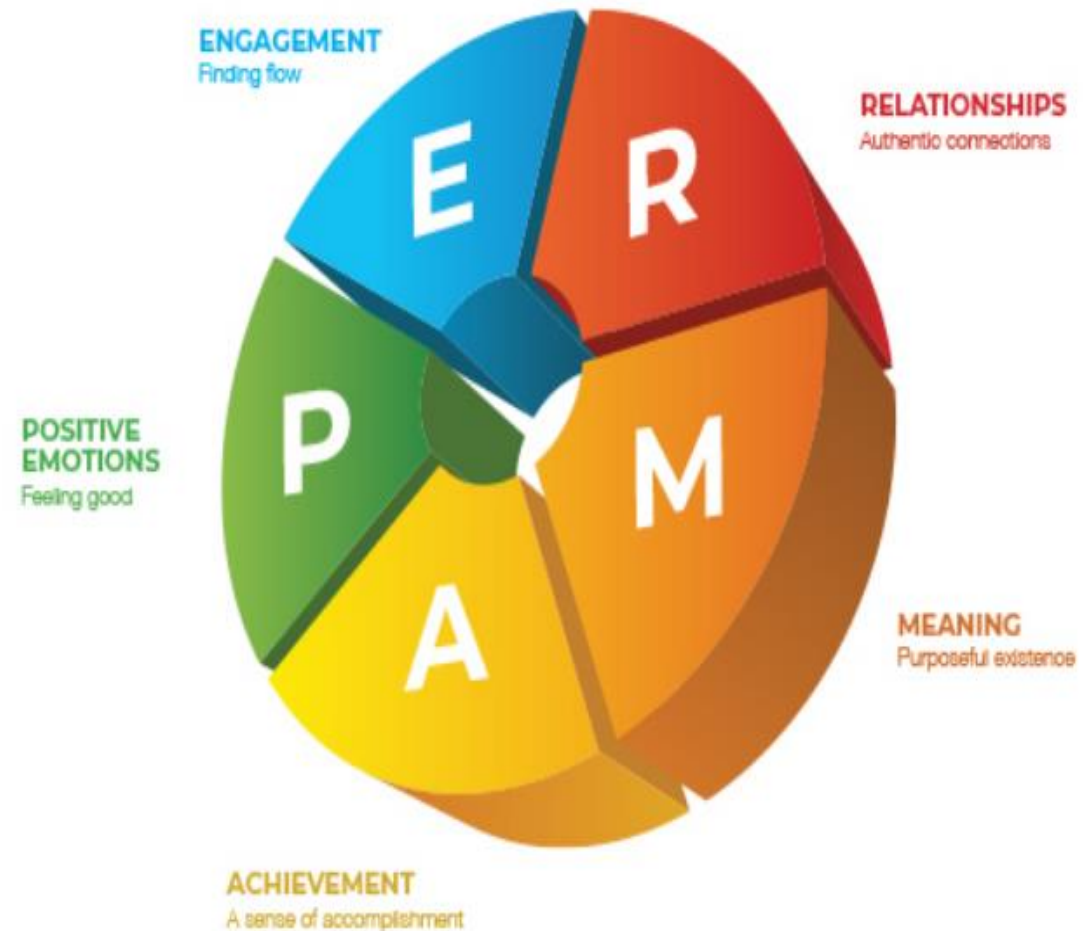 ENGAGEMENT
Finding flow
E
R
RELATIONSHIPS
Authentic connections
P
POSITIVE
EMOTIONS
Feeling good
M
MEANING
Purposeful existence
A
ACHIEVEMENT
A sense of accomplishment